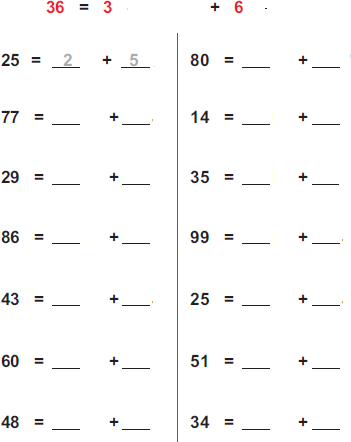 36 = 3 + 6
25 = 2 + 5
77 = ___ + ___
29 = ___ + ___
86 = ___ + ___
43 = ___ + ___
60 = ___ + ___
48 = ___ + ___
80 = ___ + ___
14 = ___ + ___
35 = ___ + ___
99 = ___ + ___
25 = ___ + ___
51 = ___ + ___
34 = ___ + ___